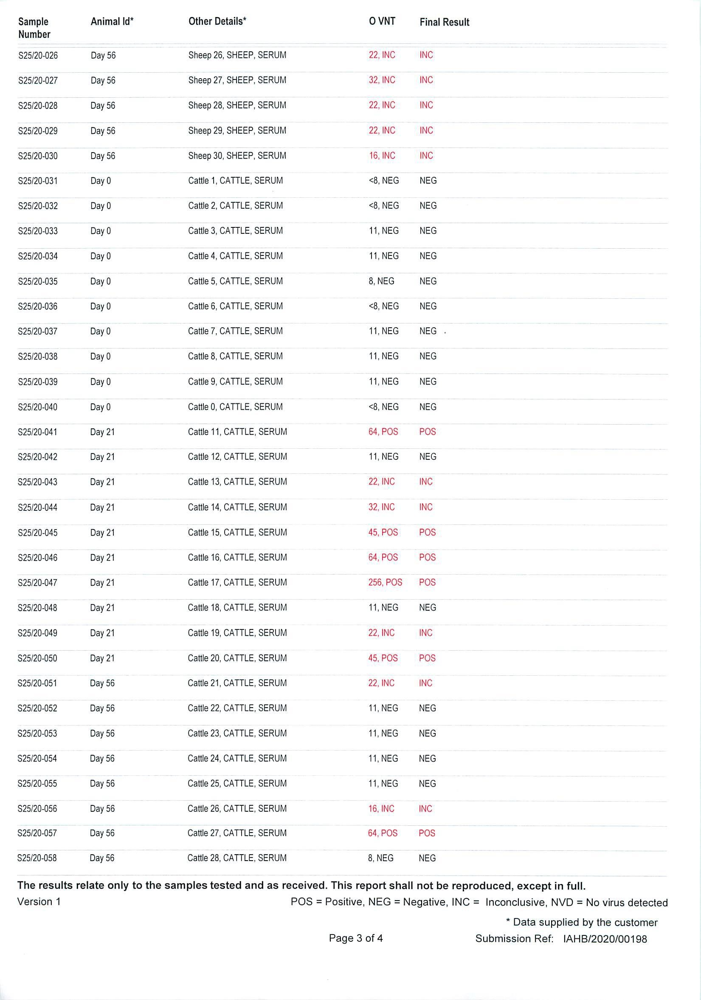 Sample Number Animal Id* Other Details* O VNT Final Result
S25/20-026 Day 56 Sheep 26, SHEEP, SERUM 22, INC INC
S25/20-027 Day 56 Sheep 27, SHEEP, SERUM 32, INC INC
S25/20-028 Day 56 Sheep 28, SHEEP, SERUM 22, INC INC
S25/20-029 Day 56 Sheep 29, SHEEP, SERUM 22, INC INC
S25/20-030 Day 56 Sheep 30, SHEEP, SERUM 16, INC INC
S25/20-031 Day 0 Cattle 1, CATTLE, SERUM <8, NEG NEG
S25/20-032 Day 0 Cattle 2, CATTLE, SERUM <8, NEG NEG
S25/20-033 Day 0 Cattle 3, CATTLE, SERUM 11, NEG NEG
S25/20-034 Day 0 Cattle 4, CATTLE, SERUM 11, NEG NEG
S25/20-035 Day 0 Cattle 5, CATTLE, SERUM 8, NEG NEG
S25/20-036 Day 0 Cattle 6, CATTLE, SERUM <8, NEG NEG
S25/20-037 Day 0 Cattle 7, CATTLE, SERUM 11, NEG NEG
S25/20-038 Day 0 Cattle 8, CATTLE, SERUM 11, NEG NEG
S25/20-039 Day 0 Cattle 9, CATTLE, SERUM 11, NEG NEG
S25/20-040 Day 0 Cattle 0, CATTLE, SERUM <8, NEG NEG
S25/20-041 Day 21 Cattle 11, CATTLE, SERUM 64, POS POS
S25/20-042 Day 21 Cattle 12, CATTLE, SERUM 11, NEG NEG
S25/20-043 Day 21 Cattle 13, CATTLE, SERUM 22, INC INC
S25/20-044 Day 21 Cattle 14, CATTLE, SERUM 32, INC INC
S25/20-045 Day 21 Cattle 15, CATTLE, SERUM 45, POS POS
S25/20-046 Day 21 Cattle 16, CATTLE, SERUM 64, POS POS
S25/20-047 Day 21 Cattle 17, CATTLE, SERUM 256, POS POS
S25/20-048 Day 21 Cattle 18, CATTLE, SERUM 11, NEG NEG
S25/20-049 Day 21 Cattle 19, CATTLE, SERUM 22, INC INC
S25/20-050 Day 21 Cattle 20, CATTLE, SERUM 45, POS POS
S25/20-051 Day 56 Cattle 21, CATTLE, SERUM 22, INC INC
S25/20-052 Day 56 Cattle 22, CATTLE, SERUM 11, NEG NEG
S25/20-053 Day 56 Cattle 23, CATTLE, SERUM 11, NEG NEG
S25/20-054 Day 56 Cattle 24, CATTLE, SERUM 11, NEG NEG
S25/20-055 Day 56 Cattle 25, CATTLE, SERUM 11, NEG NEG
S25/20-056 Day 56 Cattle 26, CATTLE, SERUM 16, INC INC
S25/20-057 Day 56 Cattle 27, CATTLE, SERUM 64, POS POS
S25/20-058 Day 56 Cattle 28, CATTLE, SERUM 8, NEG NEG
The results relate only to the samples tested and as received. This report shall not be reproduced, except in full.
Version 1 POS = Positive, NEG = Negative, INC = Inconclusive, NVD = No virus detected
* Data supplied by the customer
Page 3 of 4 Submission Ref: IAHB/2020/00198